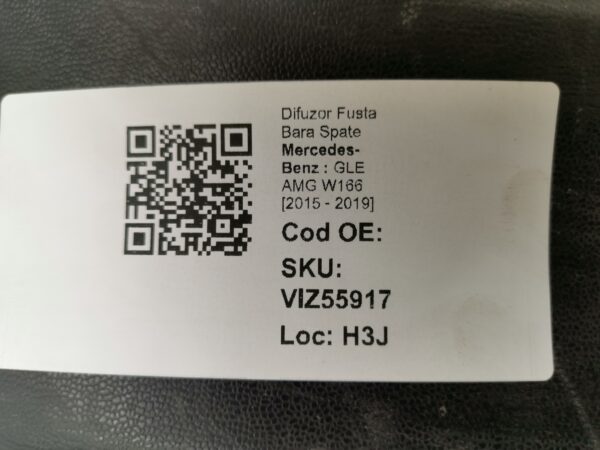 Difuzor Fusta
Bara Spate
Mercedes-
Benz : GLE
AMG W166
[2015 - 2019]
Cod OE:
SKU:
VIZ55917
Loc: H3J